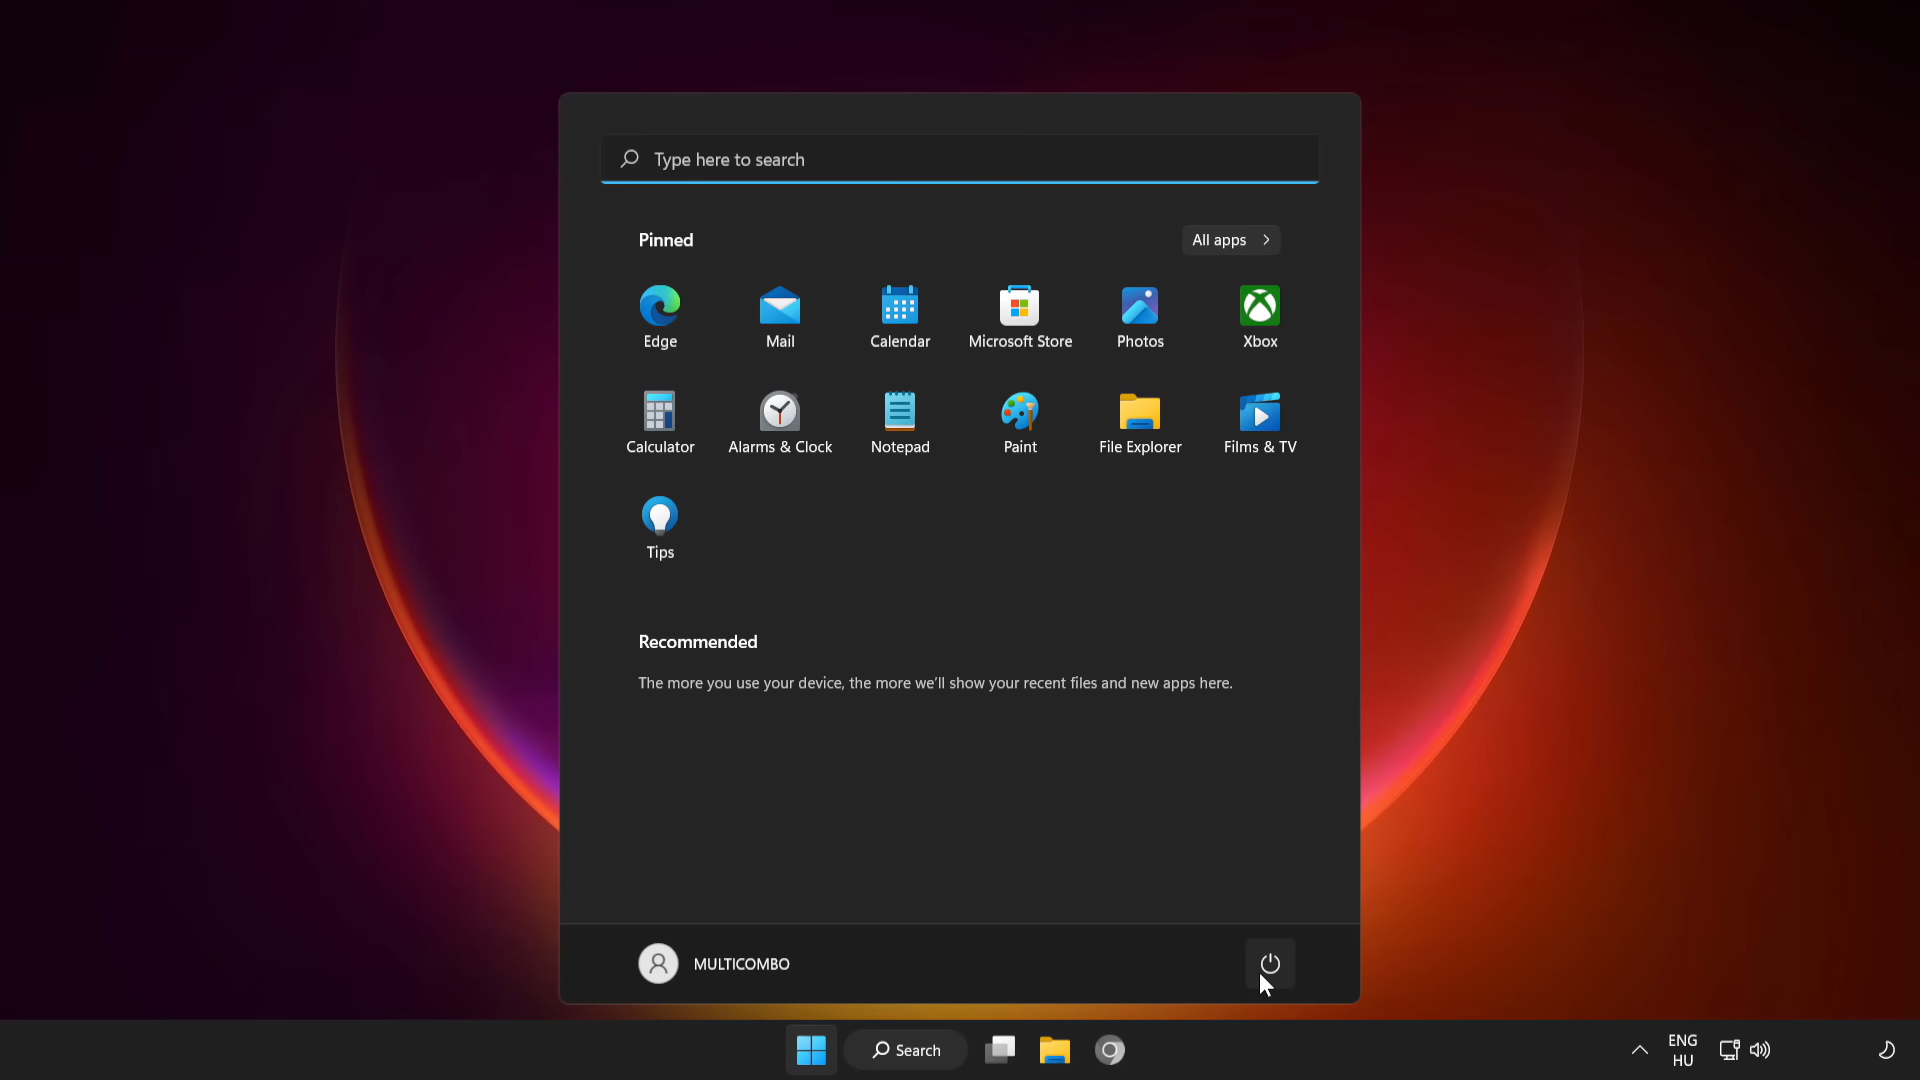 Type here to search
Pinned
All apps
Edge
Mail
Calendar
Microsoft Store
Photos
Xbox
Calculator
Alarms & Clock
Notepad
Paint
File Explorer
Films & TV
Tips
Recommended
The more you use your device, the more we'll show your recent files and new apps here.
MULTICOMBO
Search
ENG
HU